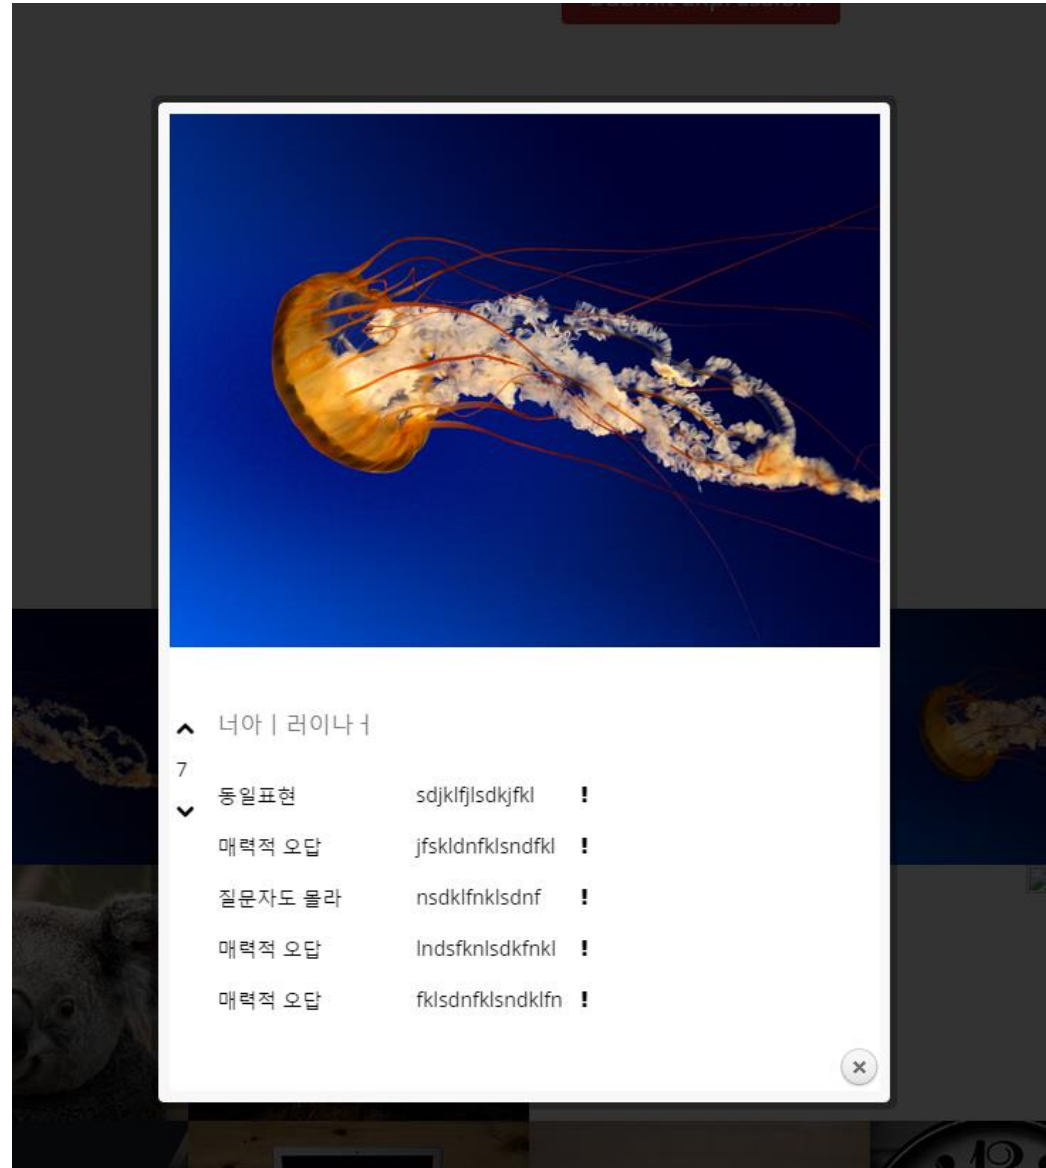 너아ㅣ러이나ㅓ
7
동일표현 sdjklfjlsdkjfkl !
매력적 오답 jfskldnfklsndfkl !
질문자도 몰라 nsdklfnklsdnf !
매력적 오답 lndsfknlsdkfnkl !
매력적 오답 fklsdnfklsndklfn !
12